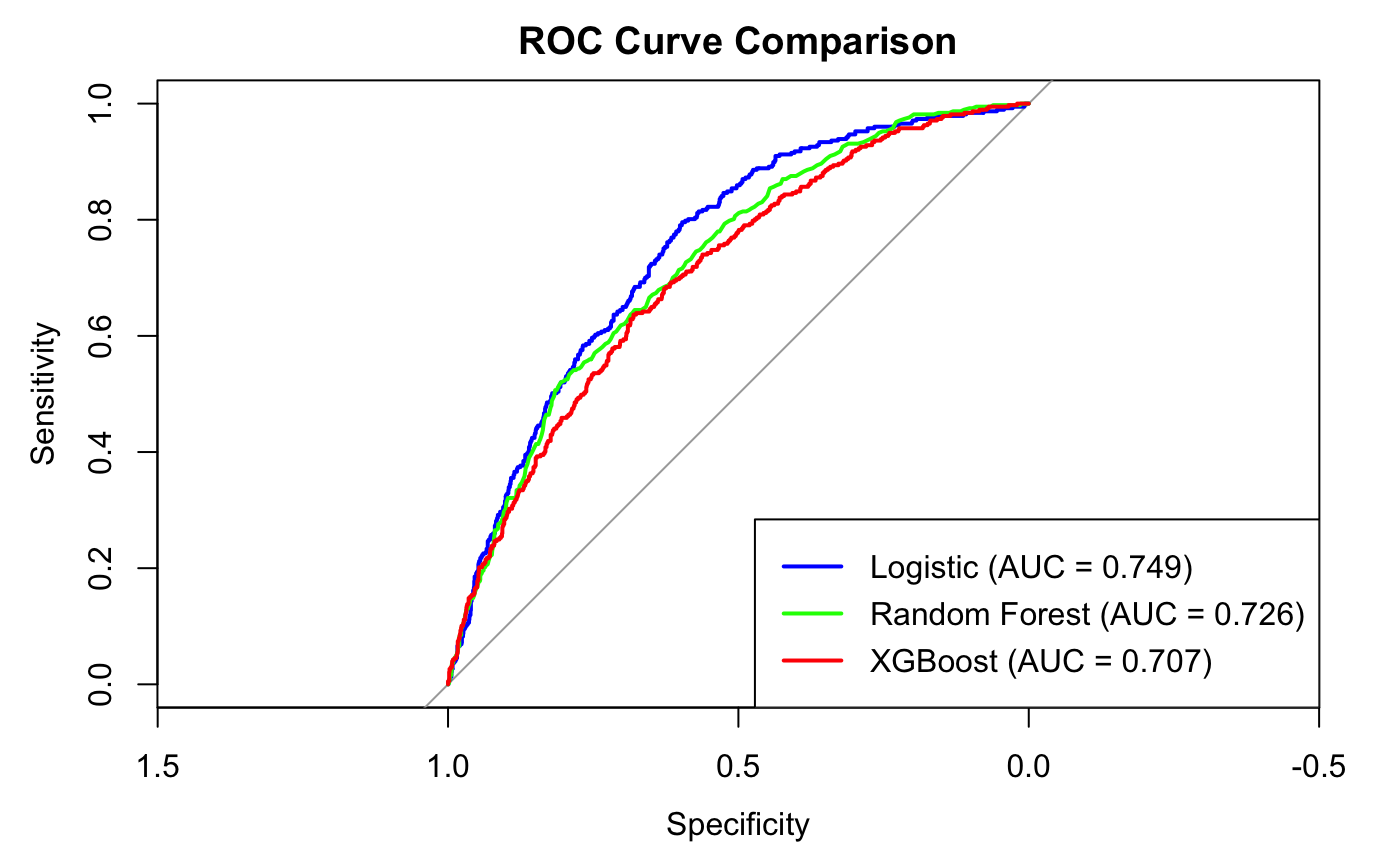 ROC Curve Comparison
Sensitivity
1.0
0.8
0.6
0.4
0.2
0.0
Logistic (AUC = 0.749)
Random Forest (AUC = 0.726)
XGBoost (AUC = 0.707)
1.5 1.0 0.5 0.0 -0.5
Specificity